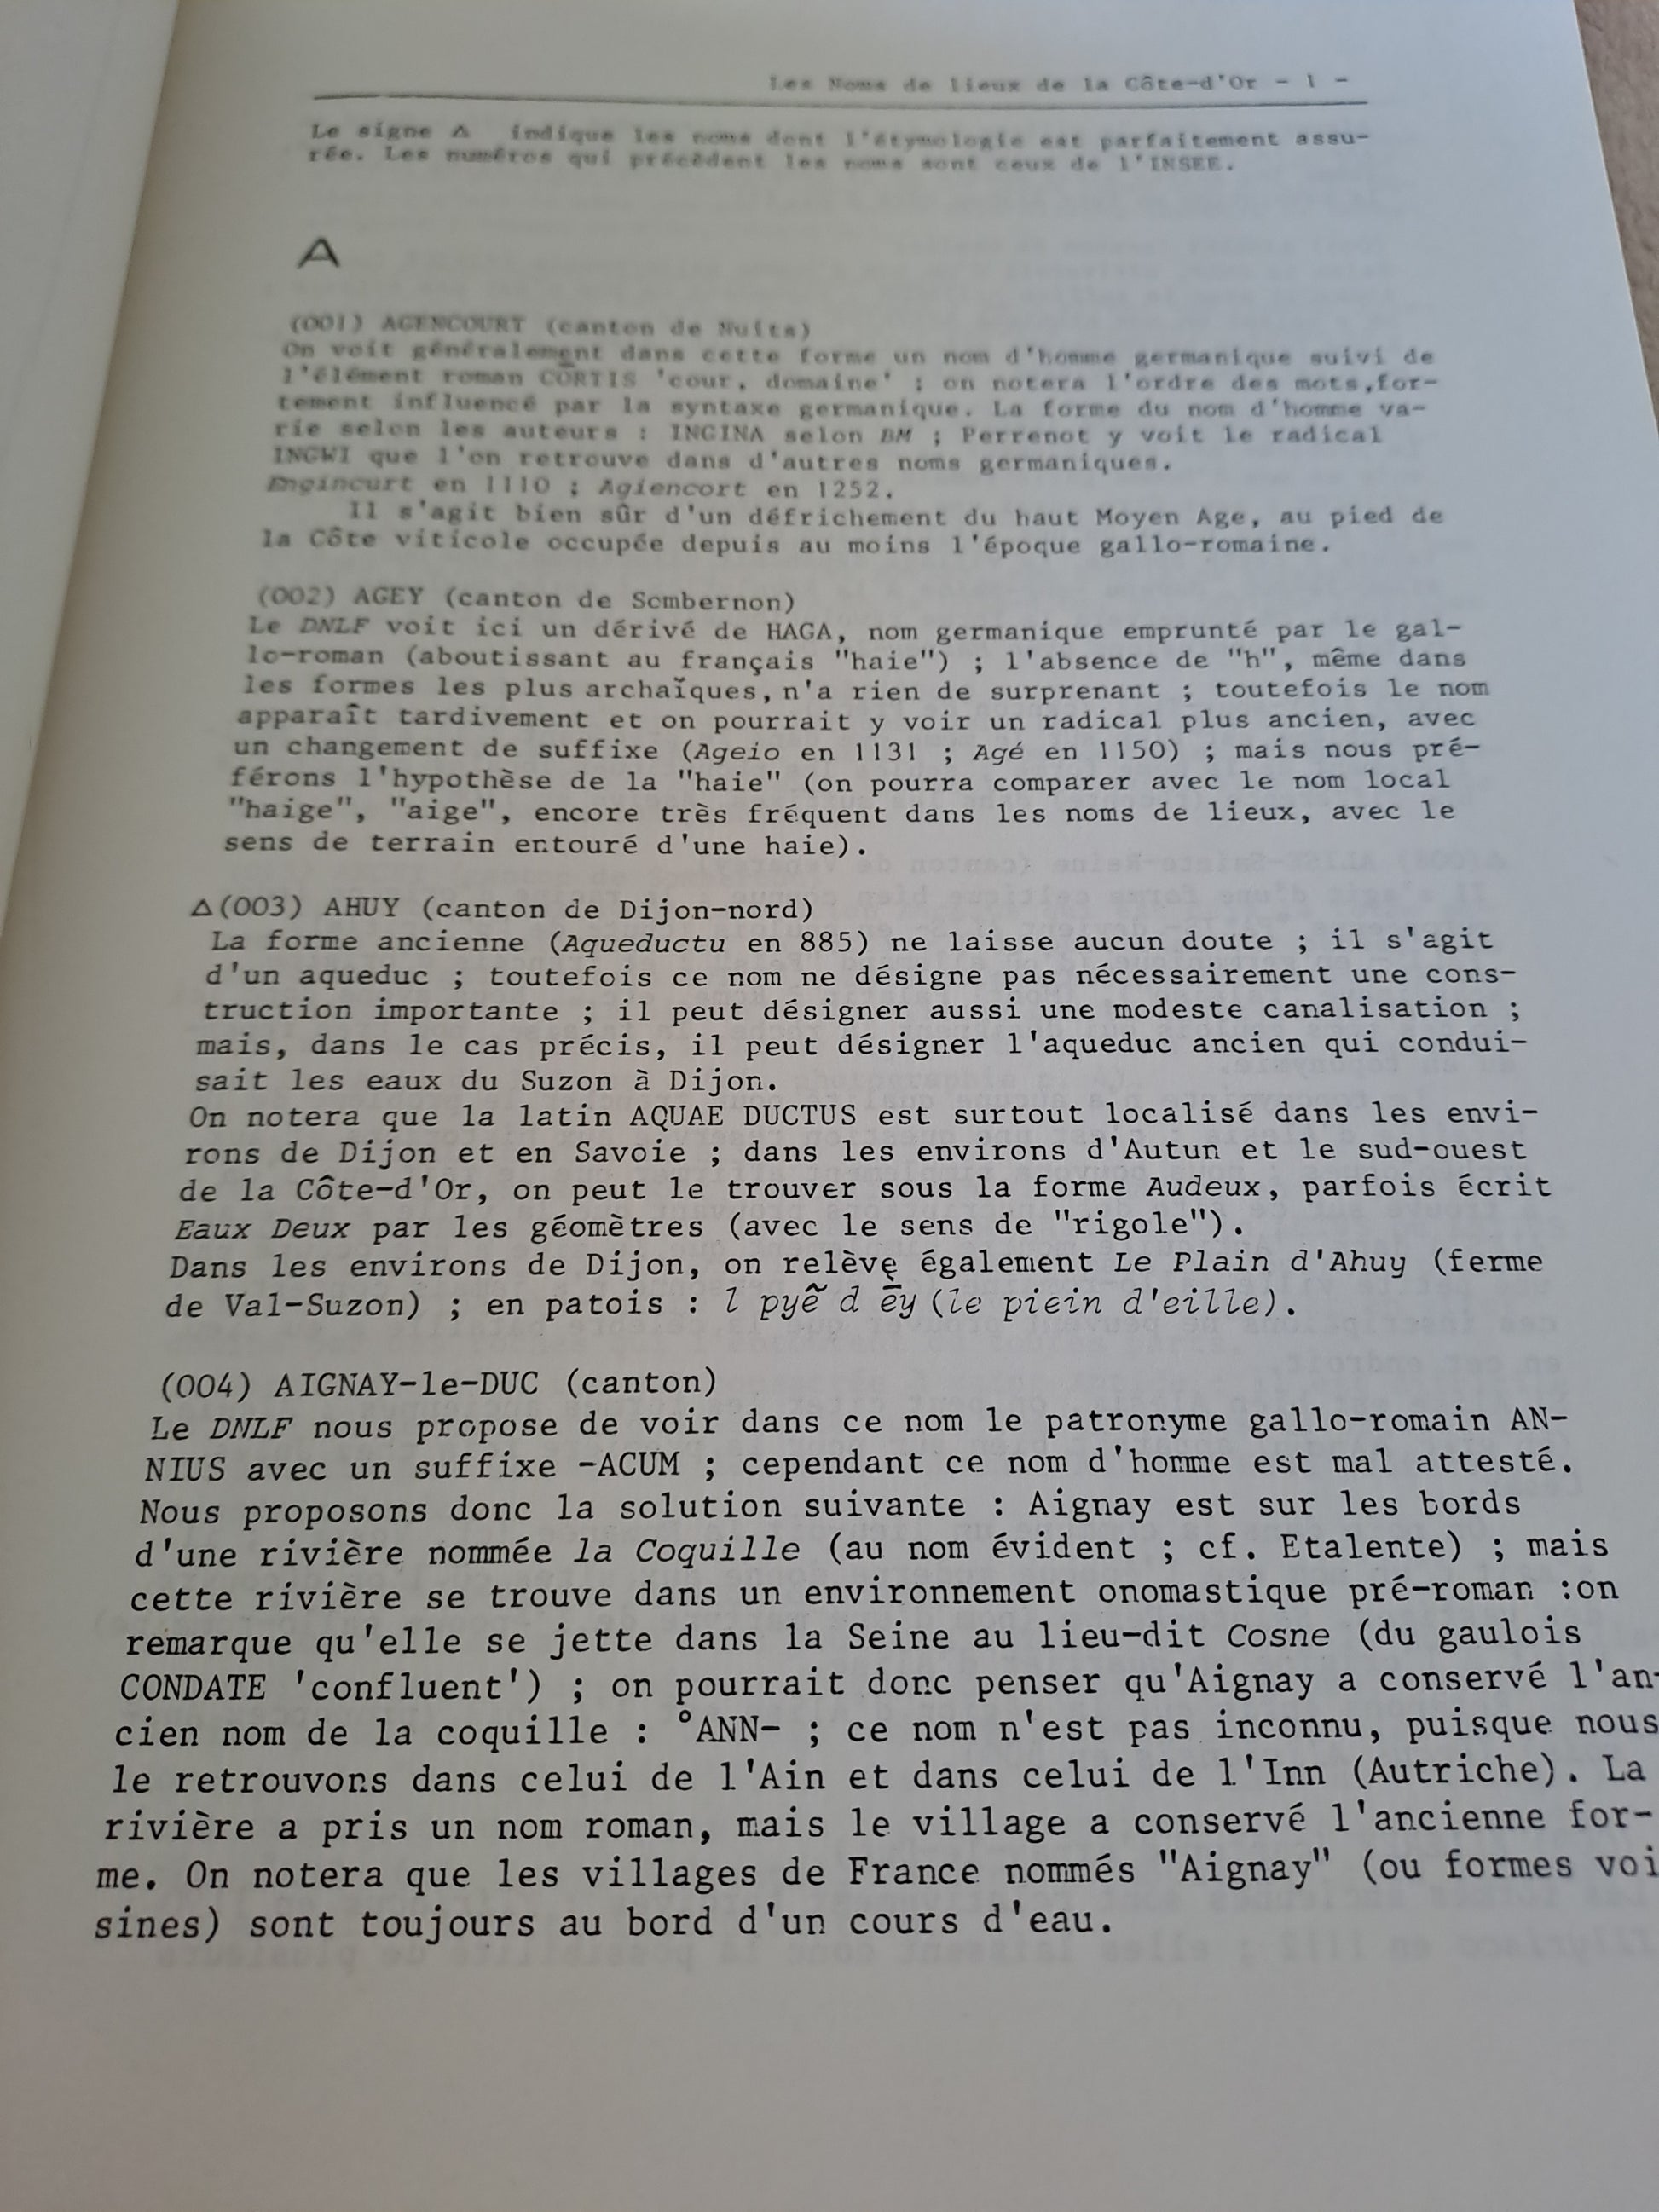 Les Noms de lieux de la Côte-d'Or - 1 -
Le signe Δ indique les noms dont l'étymologie est parfaitement assu-
rée. Les numéros qui précèdent les noms sont ceux de l'INSEE.
A
(001) AGENCOURT (canton de Nuits)
On voit généralement dans cette forme un nom d'homme germanique suivi de
l'élément roman CORTIS 'cour, domaine' ; on notera l'ordre des mots,for-
tement influencé par la syntaxe germanique. La forme du nom d'homme va-
rie selon les auteurs : INGINA selon BM ; Perrenot y voit le radical
INGWI que l'on retrouve dans d'autres noms germaniques.
Engincurt en 1110 ; Agiencort en 1252.
Il s'agit bien sûr d'un défrichement du haut Moyen Age, au pied de
la Côte viticole occupée depuis au moins l'époque gallo-romaine.
(002) AGEY (canton de Sombernon)
Le DNLF voit ici un dérivé de HAGA, nom germanique emprunté par le gal-
lo-roman (aboutissant au français "haie") ; l'absence de "h", même dans
les formes les plus archaïques,n'a rien de surprenant ; toutefois le nom
apparaît tardivement et on pourrait y voir un radical plus ancien, avec
un changement de suffixe (Ageio en 1131 ; Agé en 1150) ; mais nous pré-
férons l'hypothèse de la "haie" (on pourra comparer avec le nom local
"haige", "aige", encore très fréquent dans les noms de lieux, avec le
sens de terrain entouré d'une haie).
Δ(003) AHUY (canton de Dijon-nord)
La forme ancienne (Aqueductu en 885) ne laisse aucun doute ; il s'agit
d'un aqueduc ; toutefois ce nom ne désigne pas nécessairement une cons-
truction importante ; il peut désigner aussi une modeste canalisation ;
mais, dans le cas précis, il peut désigner l'aqueduc ancien qui condui-
sait les eaux du Suzon à Dijon.
On notera que la latin AQUAE DUCTUS est surtout localisé dans les envi-
rons de Dijon et en Savoie ; dans les environs d'Autun et le sud-ouest
de la Côte-d'Or, on peut le trouver sous la forme Audeux, parfois écrit
Eaux Deux par les géomètres (avec le sens de "rigole").
Dans les environs de Dijon, on relève également Le Plain d'Ahuy (ferme
de Val-Suzon) ; en patois : l pyẽ d ę̄y (le piein d'eille).
(004) AIGNAY-le-DUC (canton)
Le DNLF nous propose de voir dans ce nom le patronyme gallo-romain AN-
NIUS avec un suffixe -ACUM ; cependant ce nom d'homme est mal attesté.
Nous proposons donc la solution suivante : Aignay est sur les bords
d'une rivière nommée la Coquille (au nom évident ; cf. Etalente) ; mais
cette rivière se trouve dans un environnement onomastique pré-roman :on
remarque qu'elle se jette dans la Seine au lieu-dit Cosne (du gaulois
CONDATE 'confluent') ; on pourrait donc penser qu'Aignay a conservé l'an-
cien nom de la coquille : °ANN- ; ce nom n'est pas inconnu, puisque nous
le retrouvons dans celui de l'Ain et dans celui de l'Inn (Autriche). La
rivière a pris un nom roman, mais le village a conservé l'ancienne for-
me. On notera que les villages de France nommés "Aignay" (ou formes voi
sines) sont toujours au bord d'un cours d'eau.